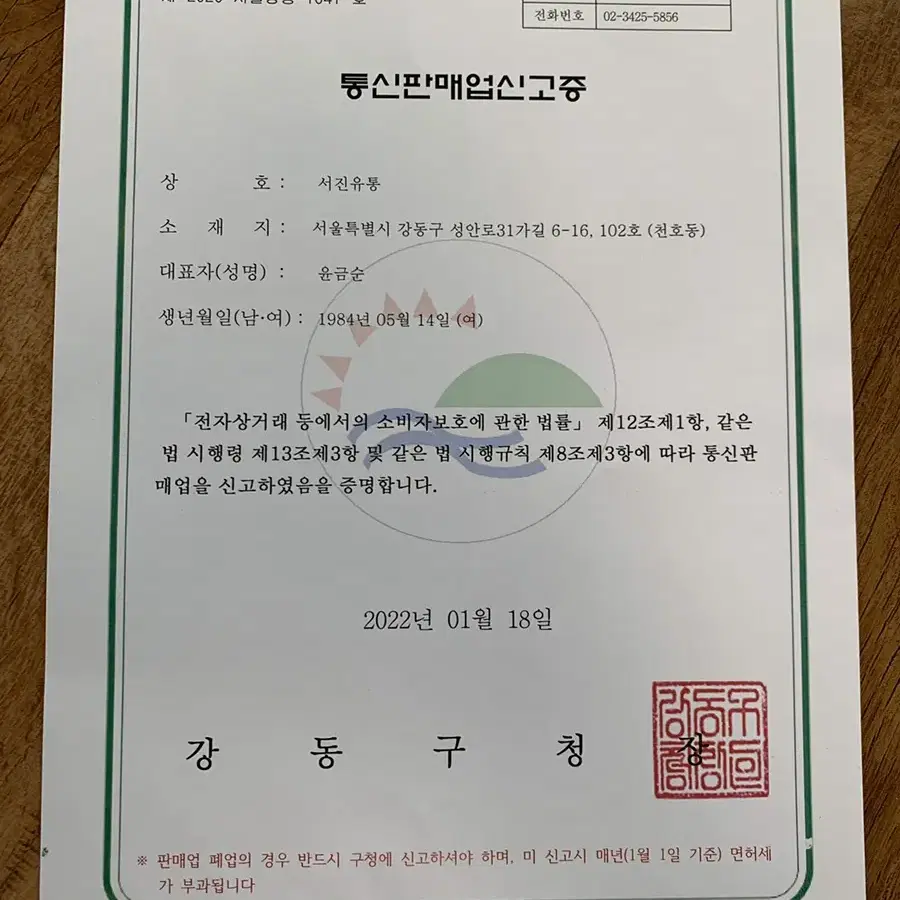 전화번호 02-3425-5856
통신판매업신고증
상 호 : 서진유통
소 재 지 : 서울특별시 강동구 성안로31가길 6-16, 102호 (천호동)
대표자(성명) : 윤금순
생년월일(남·여) : 1984년 05월 14일 (여)
「전자상거래 등에서의 소비자보호에 관한 법률」 제12조제1항, 같은
법 시행령 제13조제3항 및 같은 법 시행규칙 제8조제3항에 따라 통신판
매업을 신고하였음을 증명합니다.
2022년 01월 18일
강 동 구 청 장
※ 판매업 폐업의 경우 반드시 구청에 신고하셔야 하며, 미 신고시 매년(1월 1일 기준) 면허세
가 부과됩니다